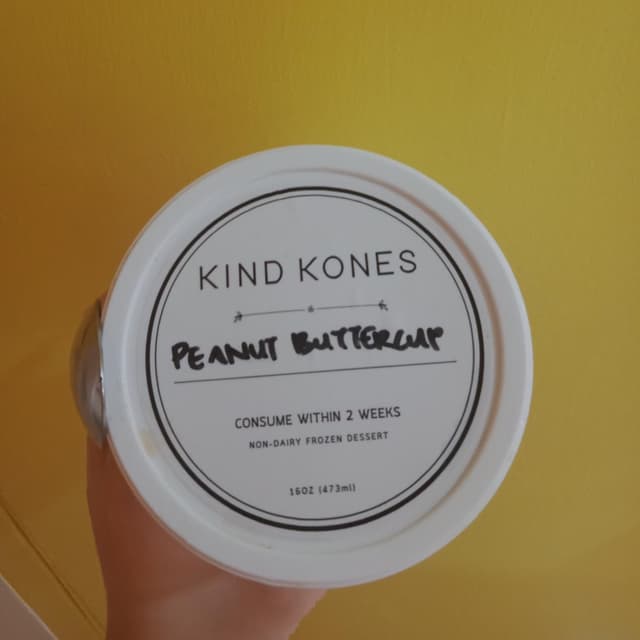 KIND KONES
PEANUT BUTTERCUP
CONSUME WITHIN 2 WEEKS
NON-DAIRY FROZEN DESSERT
16OZ (473ml)